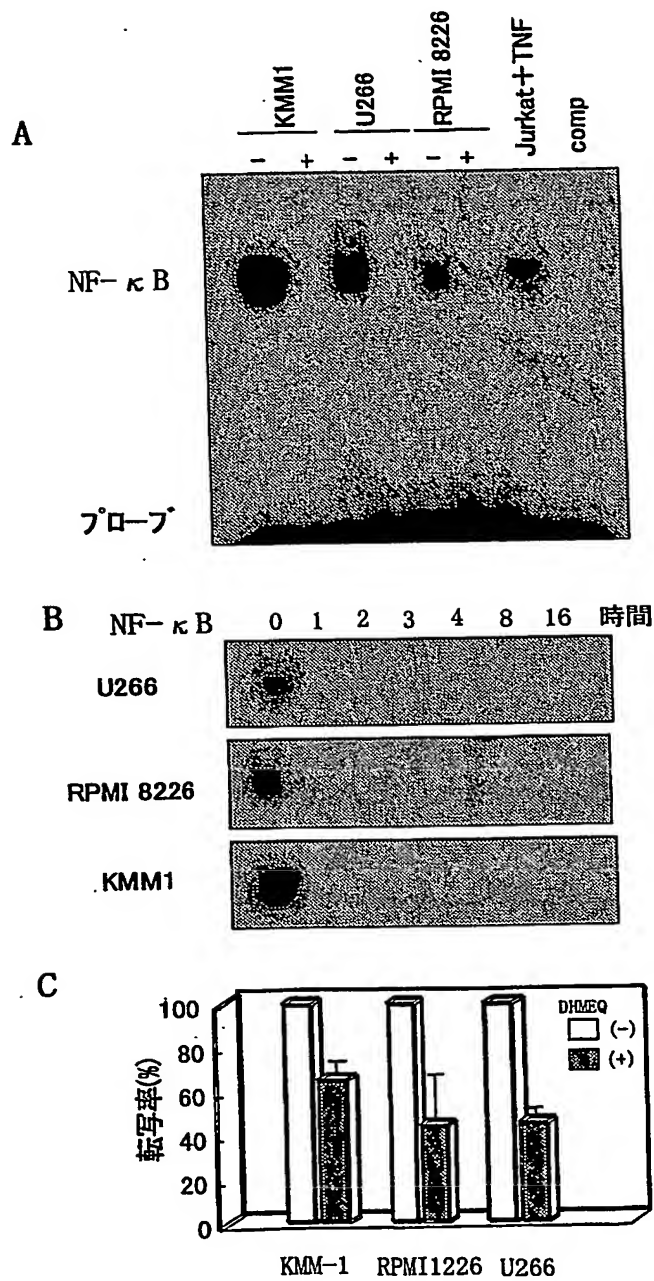 A
KMM1 U266 RPMI 8226 Jurkat+TNF comp
- + - + - +
NF-κB
プローブ
B NF-κB 0 1 2 3 4 8 16 時間
U266
RPMI 8226
KMM1
C
DHMEQ
(-)
(+)
転写率(%)
100
80
60
40
20
0
KMM-1 RPMI1226 U266